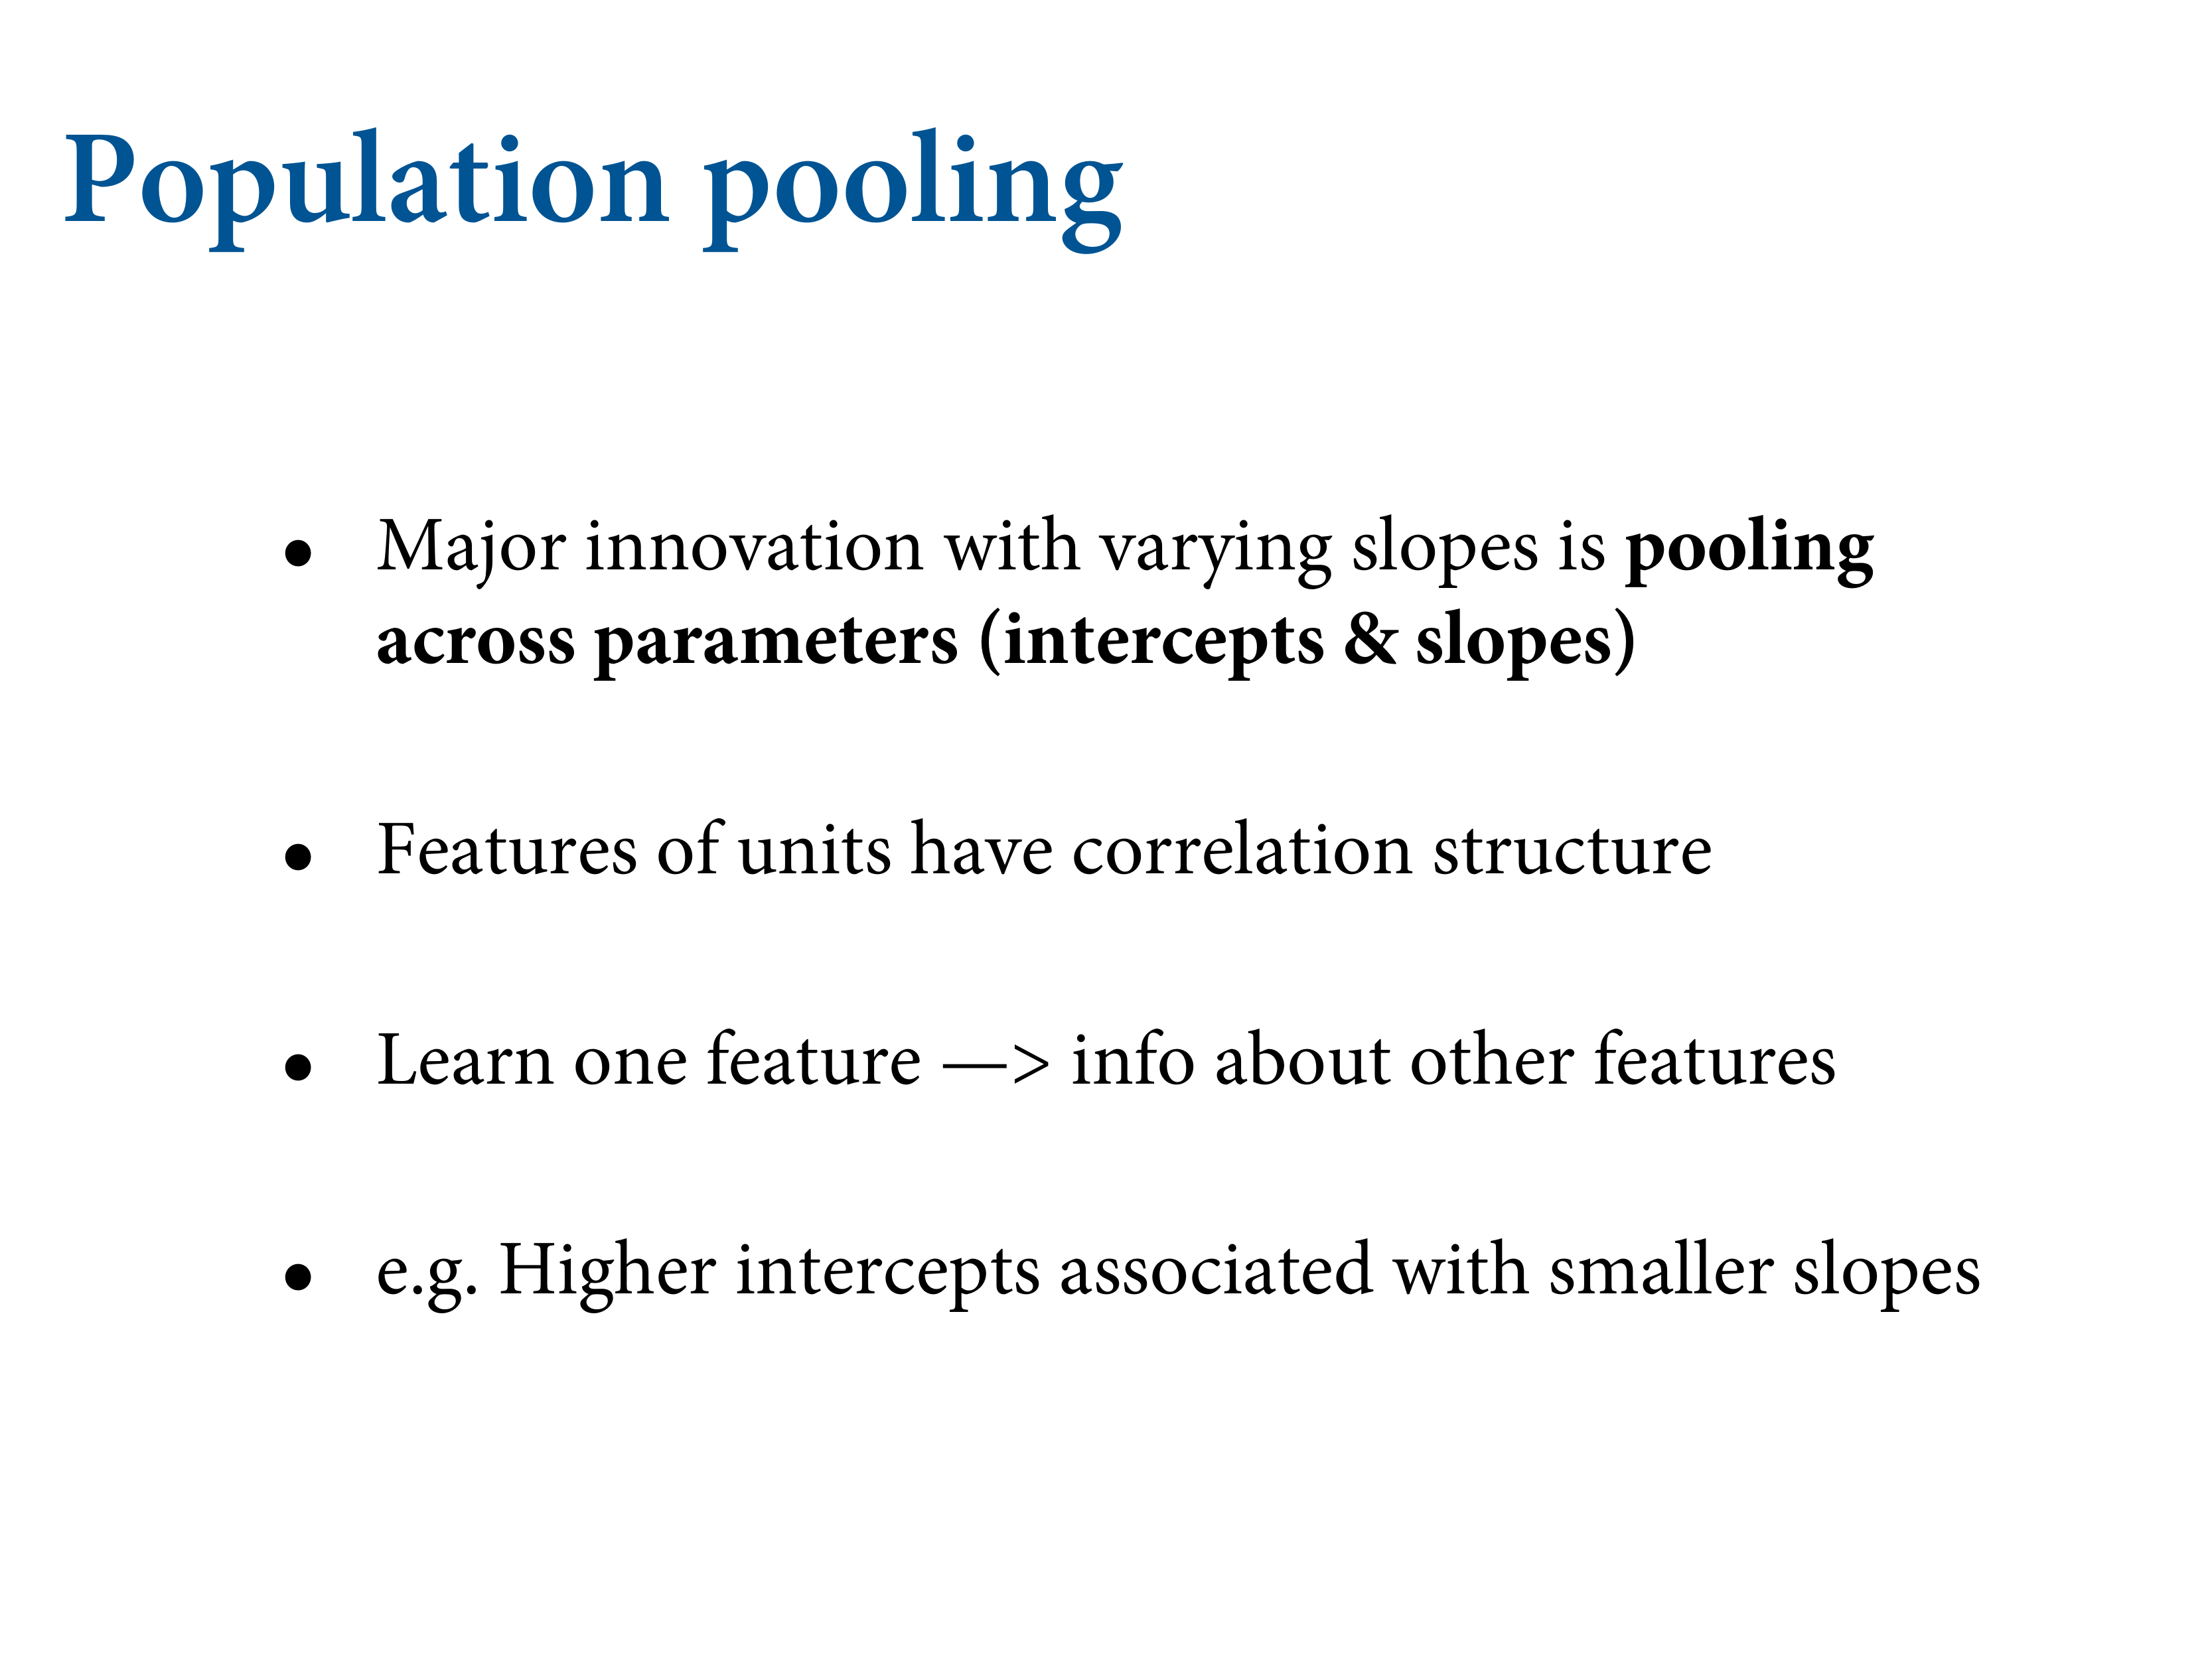 Population pooling
• Major innovation with varying slopes is pooling
across parameters (intercepts & slopes)
• Features of units have correlation structure
• Learn one feature —> info about other features
• e.g. Higher intercepts associated with smaller slopes